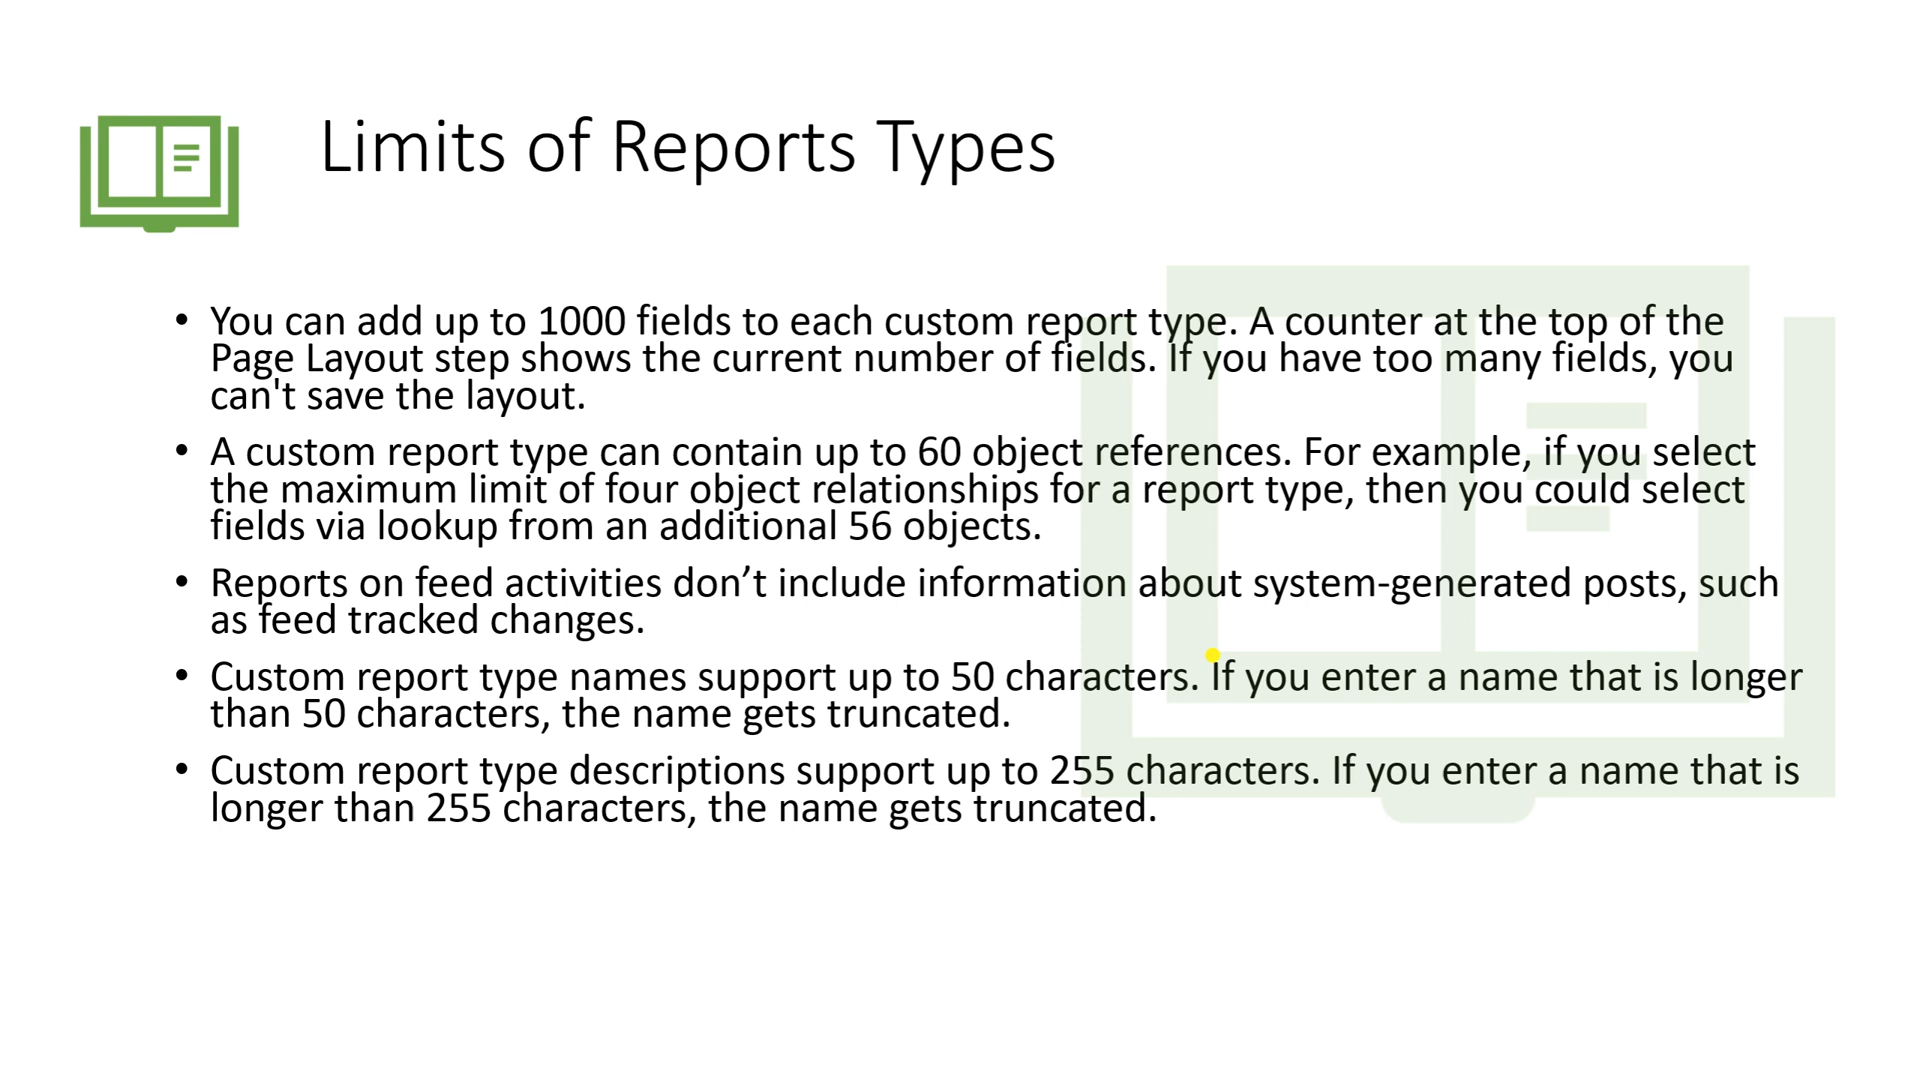 Limits of Reports Types
• You can add up to 1000 fields to each custom report type. A counter at the top of the
Page Layout step shows the current number of fields. If you have too many fields, you
can't save the layout.
• A custom report type can contain up to 60 object references. For example, if you select
the maximum limit of four object relationships for a report type, then you could select
fields via lookup from an additional 56 objects.
• Reports on feed activities don’t include information about system-generated posts, such
as feed tracked changes.
• Custom report type names support up to 50 characters. If you enter a name that is longer
than 50 characters, the name gets truncated.
• Custom report type descriptions support up to 255 characters. If you enter a name that is
longer than 255 characters, the name gets truncated.